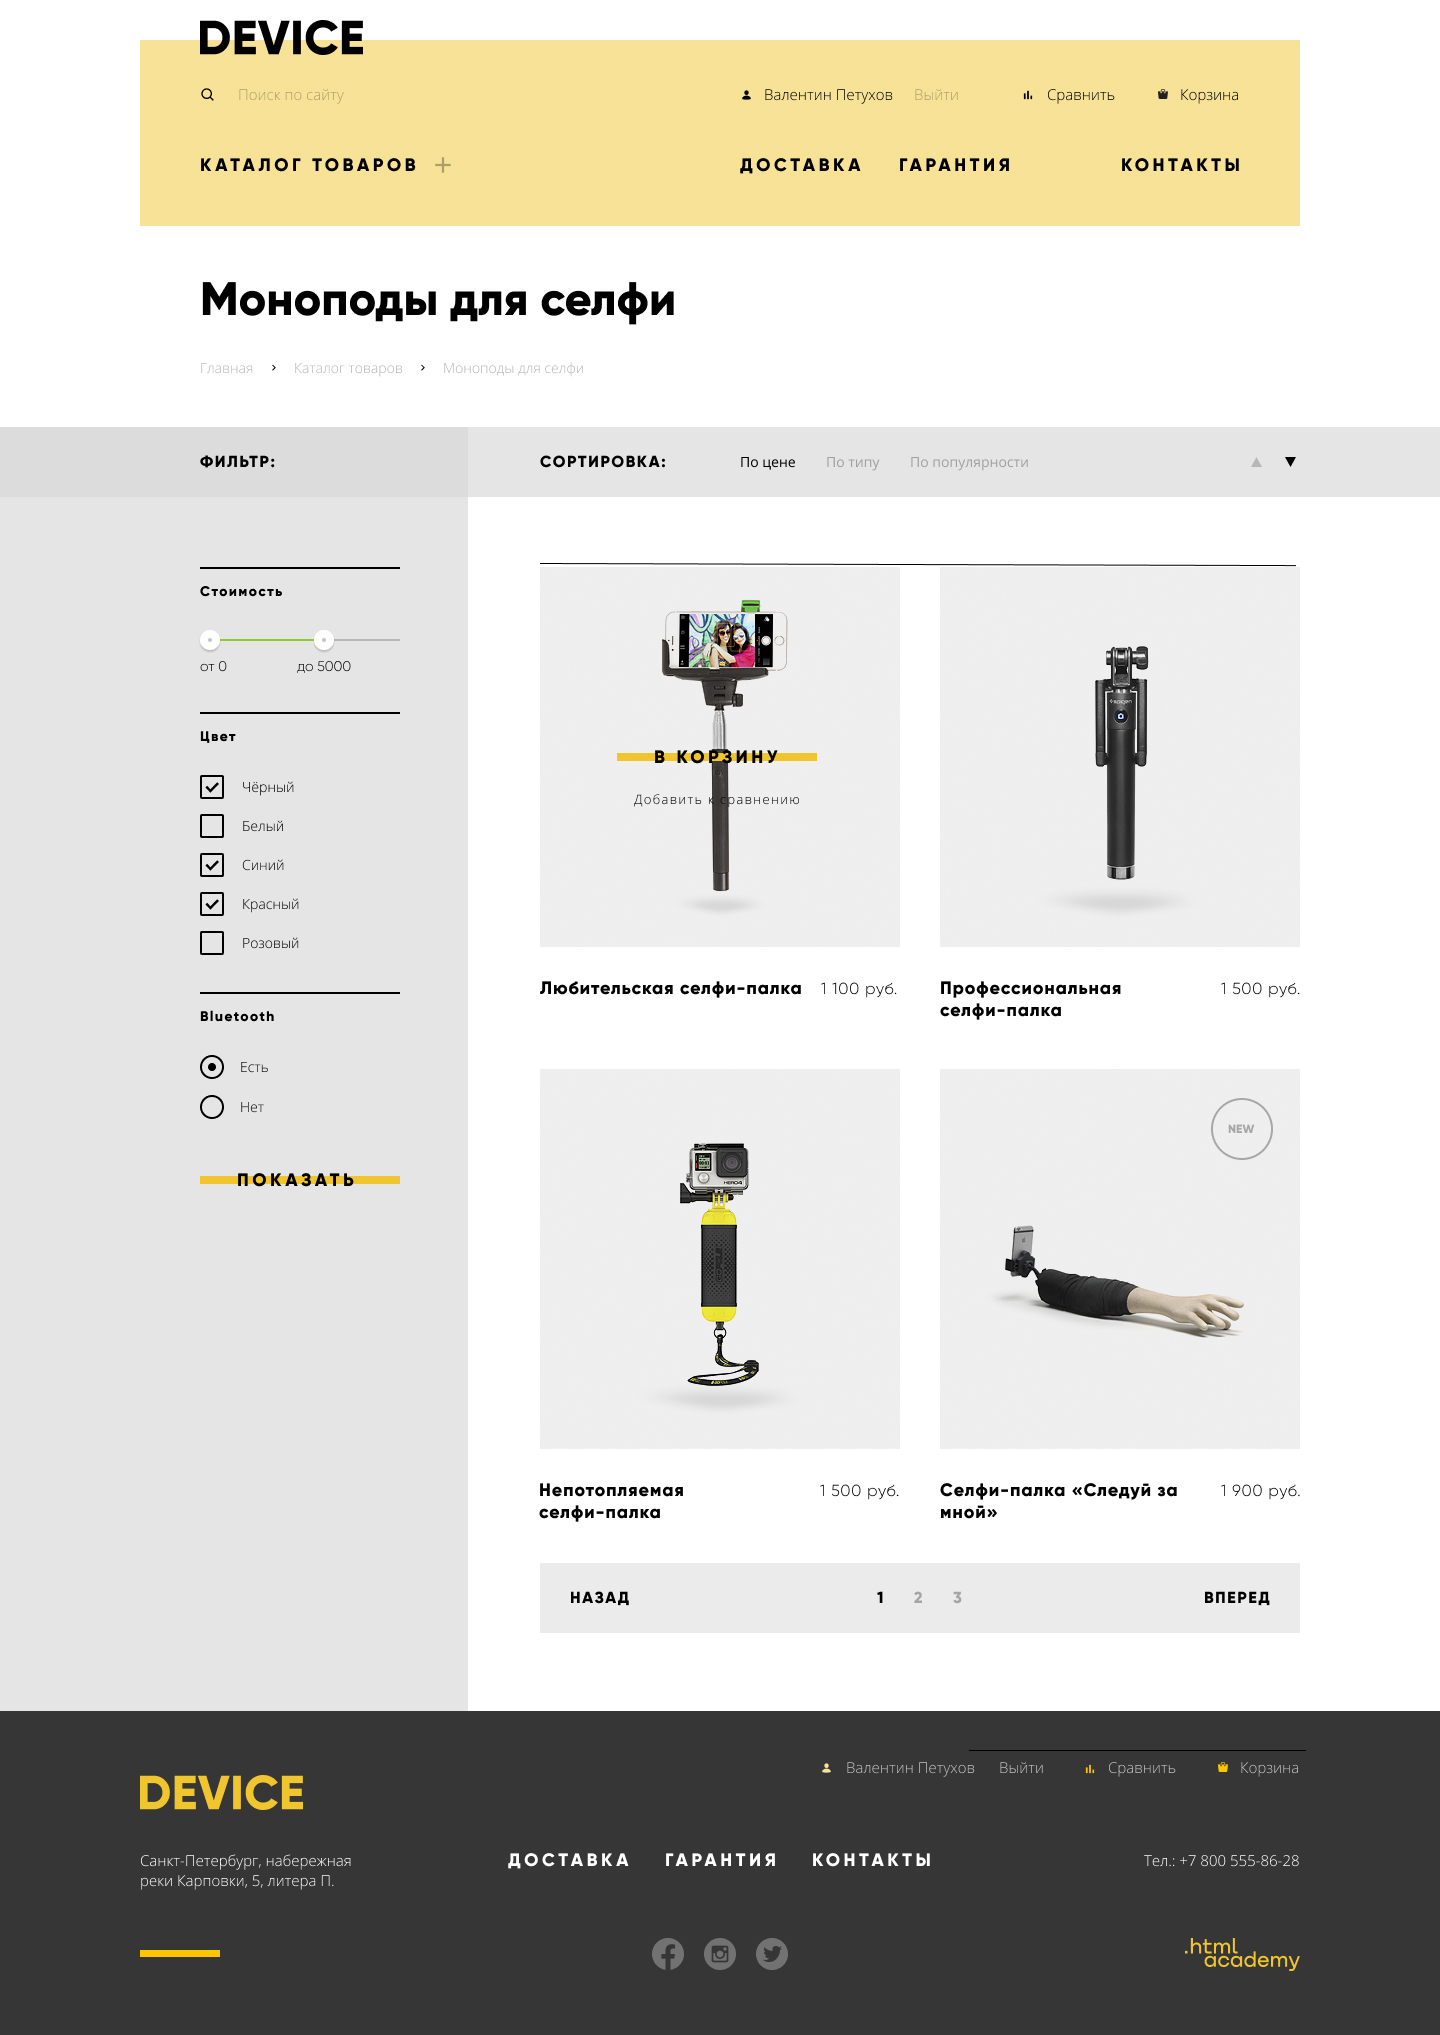 DEVICE
Поиск по сайту
Валентин Петухов Выйти Сравнить Корзина
КАТАЛОГ ТОВАРОВ +
ДОСТАВКА ГАРАНТИЯ КОНТАКТЫ
Моноподы для селфи
Главная › Каталог товаров › Моноподы для селфи
ФИЛЬТР:
СОРТИРОВКА: По цене По типу По популярности
Стоимость
от 0 до 5000
Цвет
Чёрный
Белый
Синий
Красный
Розовый
Bluetooth
Есть
Нет
ПОКАЗАТЬ
В КОРЗИНУ
Добавить к сравнению
Любительская селфи-палка 1 100 руб.
spigen
Профессиональная 1 500 руб.
селфи-палка
HERO4
Непотопляемая 1 500 руб.
селфи-палка
NEW
Селфи-палка «Следуй за 1 900 руб.
мной»
НАЗАД 1 2 3 ВПЕРЕД
Валентин Петухов Выйти Сравнить Корзина
DEVICE
Санкт-Петербург, набережная
реки Карповки, 5, литера П.
ДОСТАВКА ГАРАНТИЯ КОНТАКТЫ
Тел.: +7 800 555-86-28
.html
academy